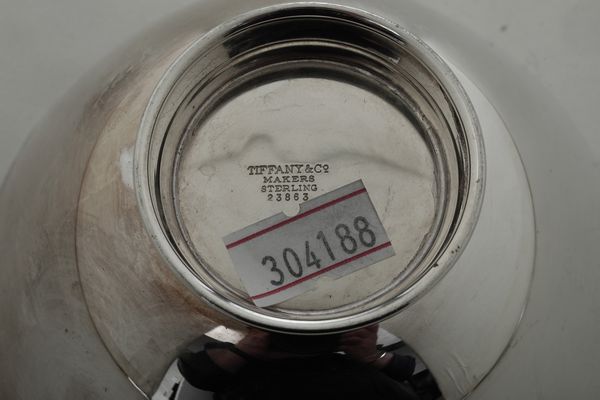 TIFFANY & Cº
MAKERS
STERLING
23863
304188